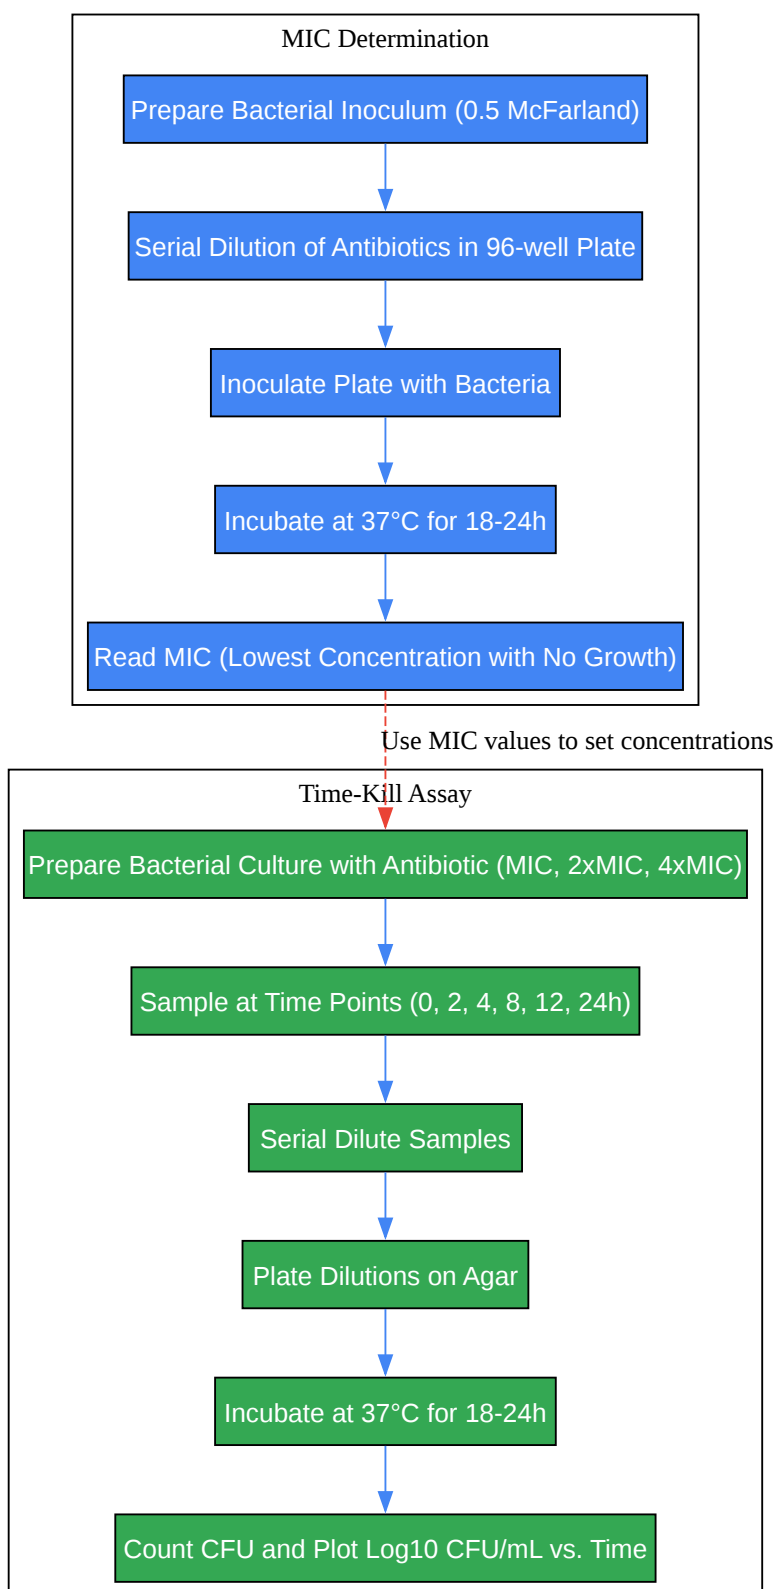 MIC Determination
Prepare Bacterial Inoculum (0.5 McFarland)
Serial Dilution of Antibiotics in 96-well Plate
Inoculate Plate with Bacteria
Incubate at 37°C for 18-24h
Read MIC (Lowest Concentration with No Growth)
Use MIC values to set concentrations
Time-Kill Assay
Prepare Bacterial Culture with Antibiotic (MIC, 2xMIC, 4xMIC)
Sample at Time Points (0, 2, 4, 8, 12, 24h)
Serial Dilute Samples
Plate Dilutions on Agar
Incubate at 37°C for 18-24h
Count CFU and Plot Log10 CFU/mL vs. Time